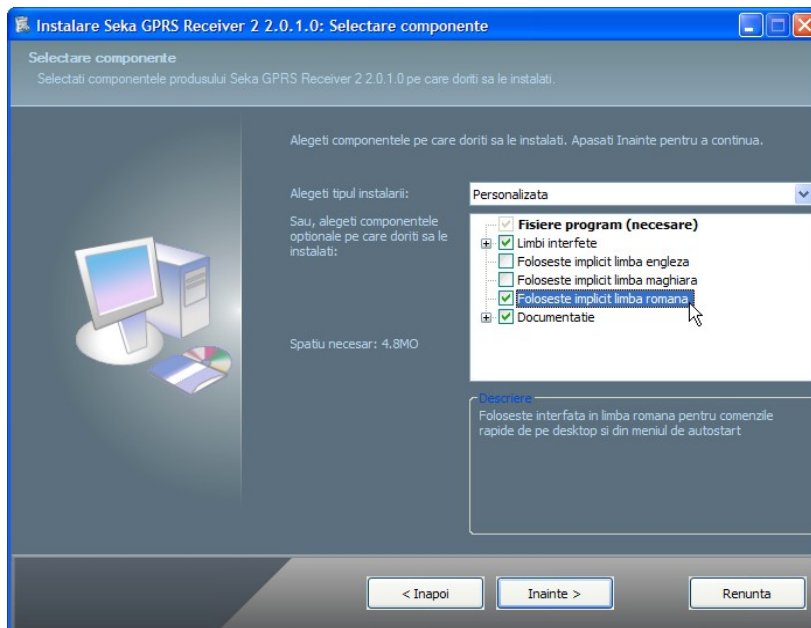 Instalare Seka GPRS Receiver 2 2.0.1.0: Selectare componente
Selectare componente
Selectati componentele produsului Seka GPRS Receiver 2 2.0.1.0 pe care doriti sa le instalati.
Alegeti componentele pe care doriti sa le instalati. Apasati Inainte pentru a continua.
Alegeti tipul instalarii:
Personalizata
Sau, alegeti componentele
optionale pe care doriti sa le
instalati:
Fisiere program (necesare)
Limbi interfete
Foloseste implicit limba engleza
Foloseste implicit limba maghiara
Foloseste implicit limba romana
Documentatie
Spatiu necesar: 4.8MO
Descriere
Foloseste interfata in limba romana pentru comenzile
rapide de pe desktop si din meniul de autostart
< Inapoi
Inainte >
Renunta